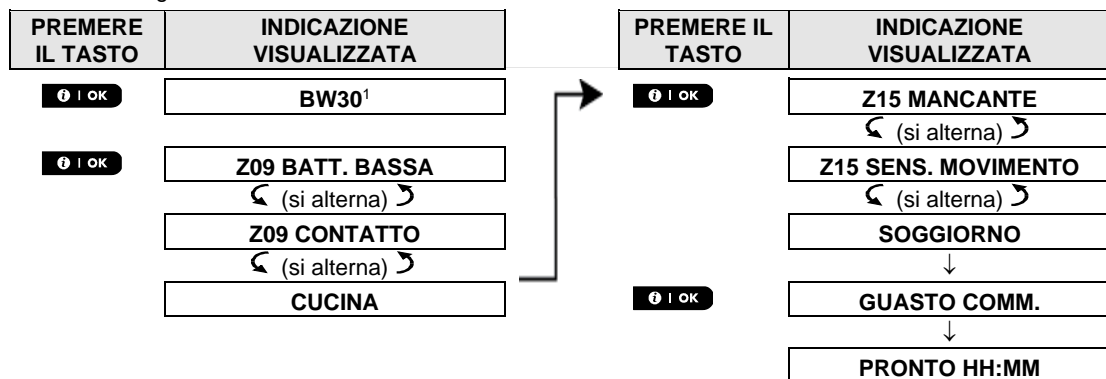 PREMERE
IL TASTO
INDICAZIONE
VISUALIZZATA
i | OK
BW30¹
i | OK
Z09 BATT. BASSA
(si alterna)
Z09 CONTATTO
(si alterna)
CUCINA
PREMERE IL
TASTO
INDICAZIONE
VISUALIZZATA
i | OK
Z15 MANCANTE
(si alterna)
Z15 SENS. MOVIMENTO
(si alterna)
SOGGIORNO
↓
i | OK
GUASTO COMM.
↓
PRONTO HH:MM